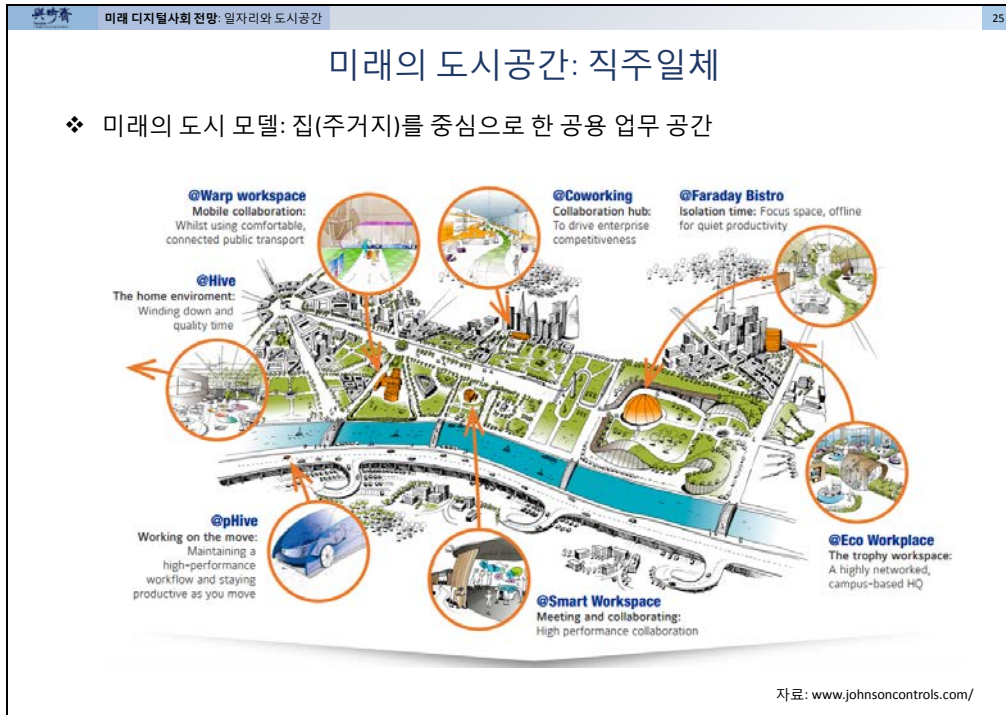 興吟齋
미래 디지털사회 전망: 일자리와 도시공간
25
미래의 도시공간: 직주일체
❖ 미래의 도시 모델: 집(주거지)를 중심으로 한 공용 업무 공간
@Warp workspace
Mobile collaboration:
Whilst using comfortable,
connected public transport
@Coworking
Collaboration hub:
To drive enterprise
competitiveness
@Faraday Bistro
Isolation time: Focus space, offline
for quiet productivity
@Hive
The home enviroment:
Winding down and
quality time
@pHive
Working on the move:
Maintaining a
high-performance
workflow and staying
productive as you move
@Smart Workspace
Meeting and collaborating:
High performance collaboration
@Eco Workplace
The trophy workspace:
A highly networked,
campus-based HQ
자료: www.johnsoncontrols.com/